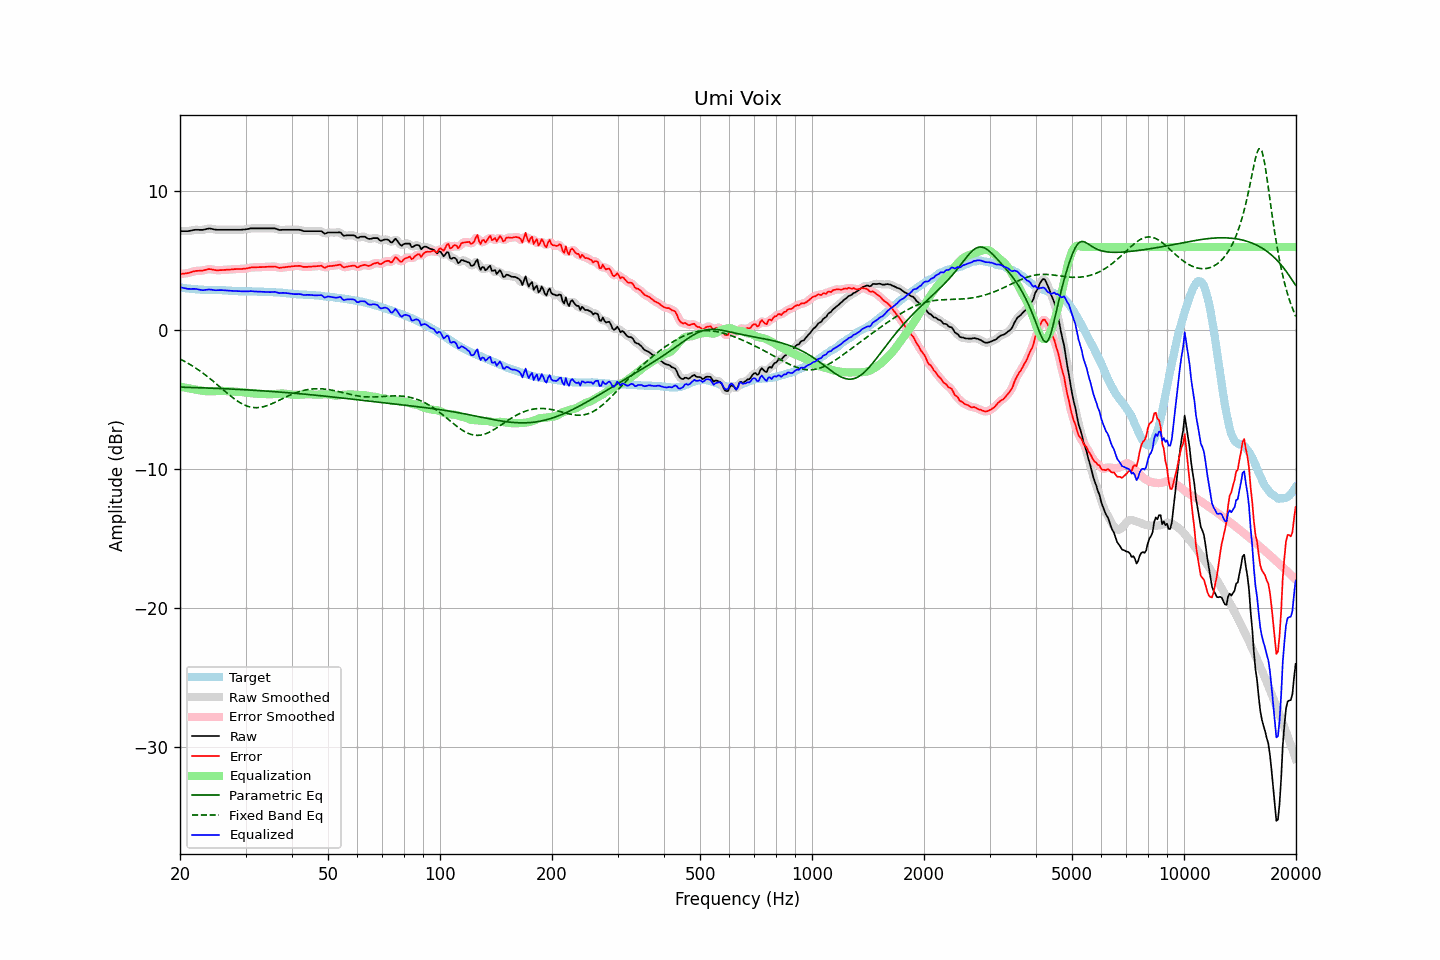 Umi Voix
Amplitude (dBr)
10
0
−10
−20
−30
Target
Raw Smoothed
Error Smoothed
Raw
Error
Equalization
Parametric Eq
Fixed Band Eq
Equalized
20
50
100
200
500
1000
2000
5000
10000
20000
Frequency (Hz)